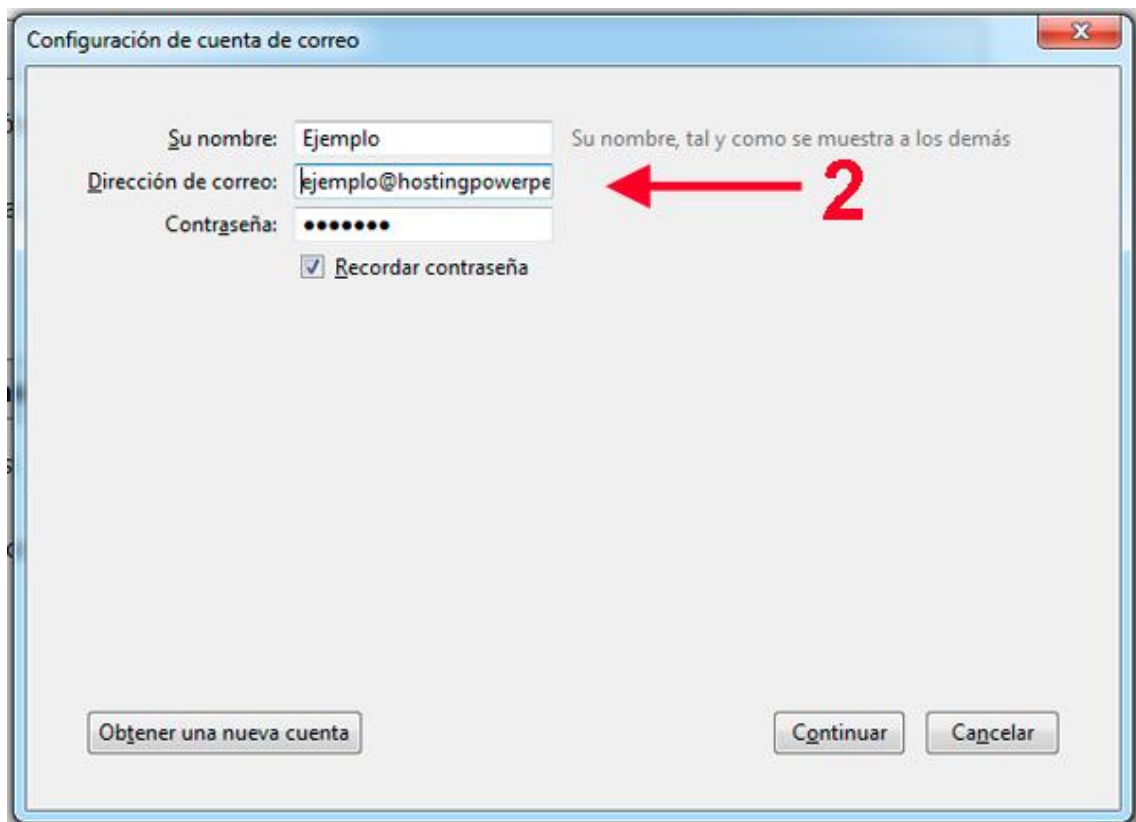 Configuración de cuenta de correo
Su nombre: Ejemplo Su nombre, tal y como se muestra a los demás
Dirección de correo: ejemplo@hostingpowerpe 2
Contraseña: •••••••
Recordar contraseña
Obtener una nueva cuenta Continuar Cancelar